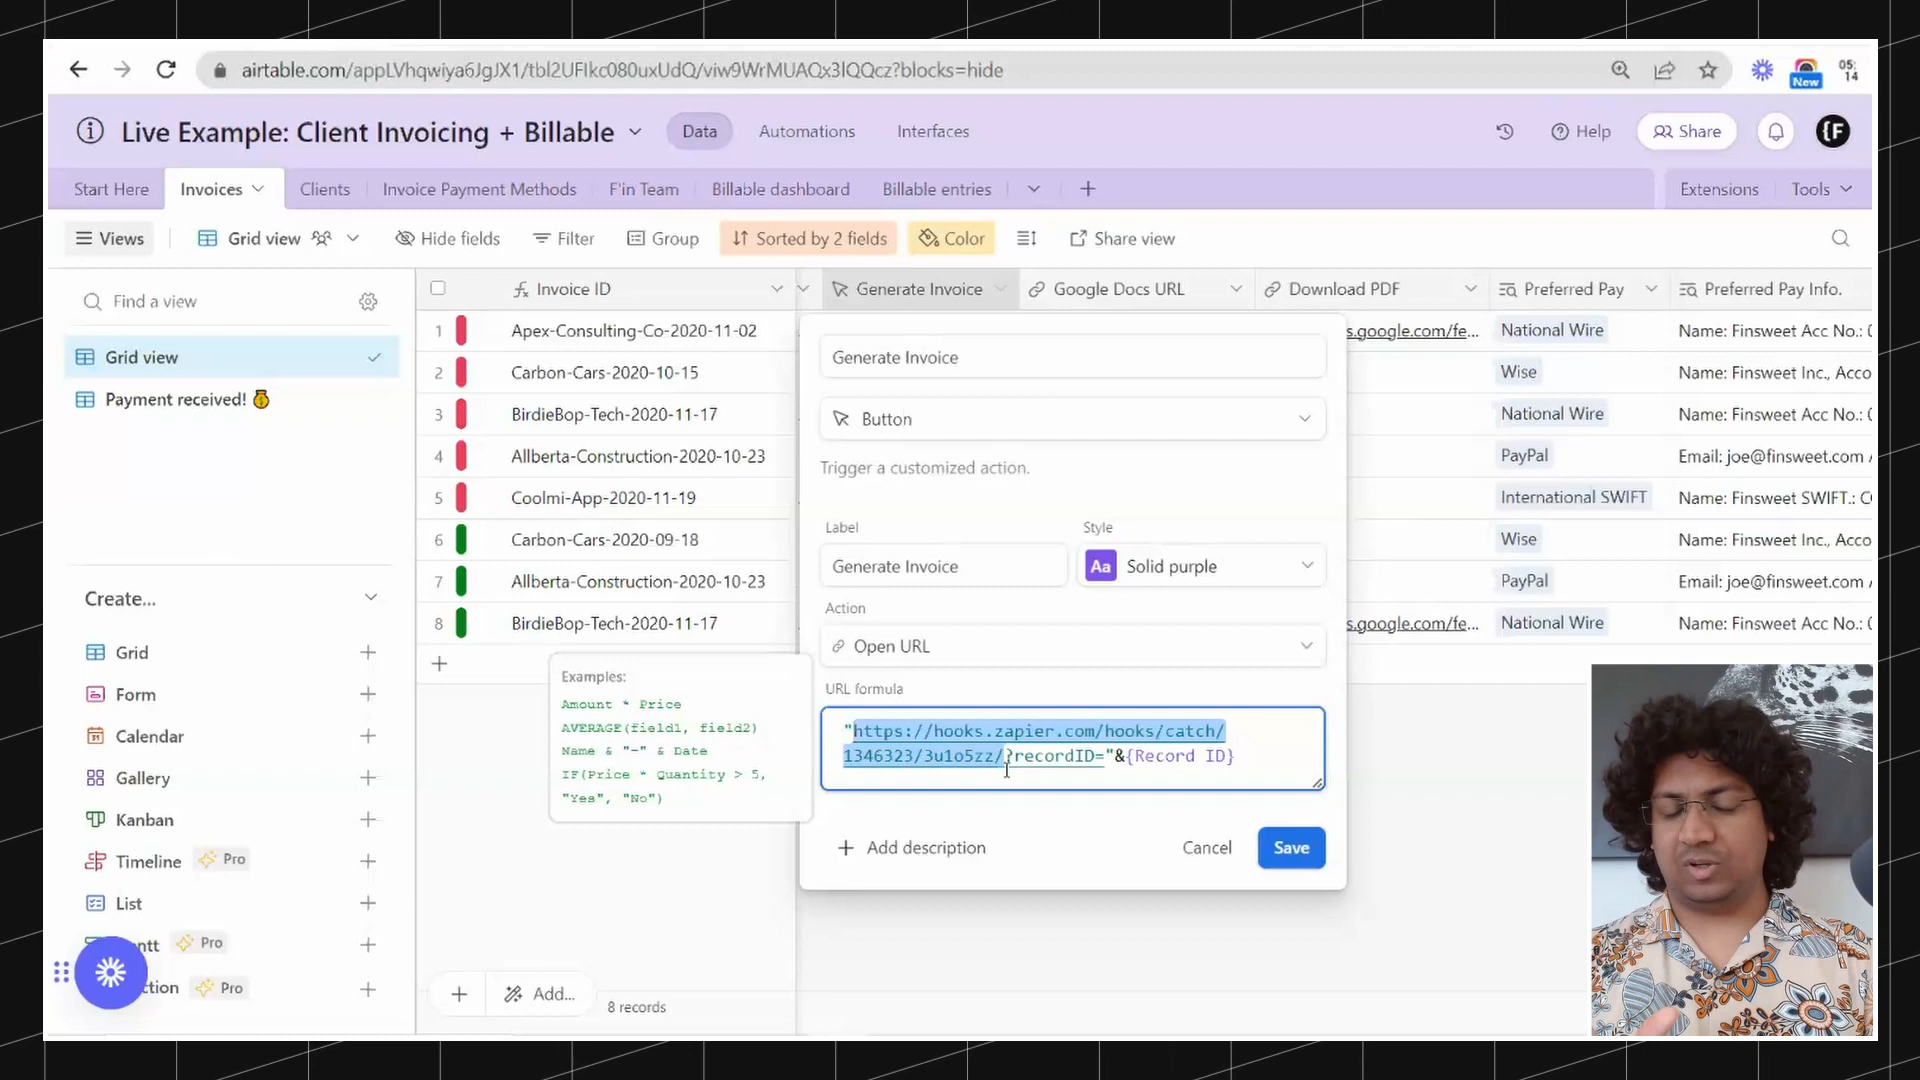 airtable.com/appLVhqwiya6JgJX1/tbl2UFIkc080uxUdQ/viw9WrMUAQx3lQQcz?blocks=hide
New
05:
14
Live Example: Client Invoicing + Billable
Data
Automations
Interfaces
Help
Share
{F
Start Here
Invoices
Clients
Invoice Payment Methods
F'in Team
Billable dashboard
Billable entries
Extensions
Tools
Views
Grid view
Hide fields
Filter
Group
Sorted by 2 fields
Color
Share view
Find a view
Grid view
Payment received!
Create...
Grid
Form
Calendar
Gallery
Kanban
Timeline Pro
List
ntt Pro
ction Pro
Invoice ID
Generate Invoice
Google Docs URL
Download PDF
Preferred Pay
Preferred Pay Info.
1 Apex-Consulting-Co-2020-11-02 s.google.com/fe... National Wire Name: Finsweet Acc No.: 0
2 Carbon-Cars-2020-10-15 Wise Name: Finsweet Inc., Acco
3 BirdieBop-Tech-2020-11-17 National Wire Name: Finsweet Acc No.: 0
4 Allberta-Construction-2020-10-23 PayPal Email: joe@finsweet.com /
5 Coolmi-App-2020-11-19 International SWIFT Name: Finsweet SWIFT.: C
6 Carbon-Cars-2020-09-18 Wise Name: Finsweet Inc., Acco
7 Allberta-Construction-2020-10-23 PayPal Email: joe@finsweet.com /
8 BirdieBop-Tech-2020-11-17 s.google.com/fe... National Wire Name: Finsweet Acc No.: 0
Generate Invoice
Button
Trigger a customized action.
Label
Style
Generate Invoice
Aa Solid purple
Action
Open URL
URL formula
"https://hooks.zapier.com/hooks/catch/
1346323/3u1o5zz/?recordID="&{Record ID}
Add description
Cancel
Save
Examples:
Amount * Price
AVERAGE(field1, field2)
Name & "-" & Date
IF(Price * Quantity > 5,
"Yes", "No")
Add...
8 records